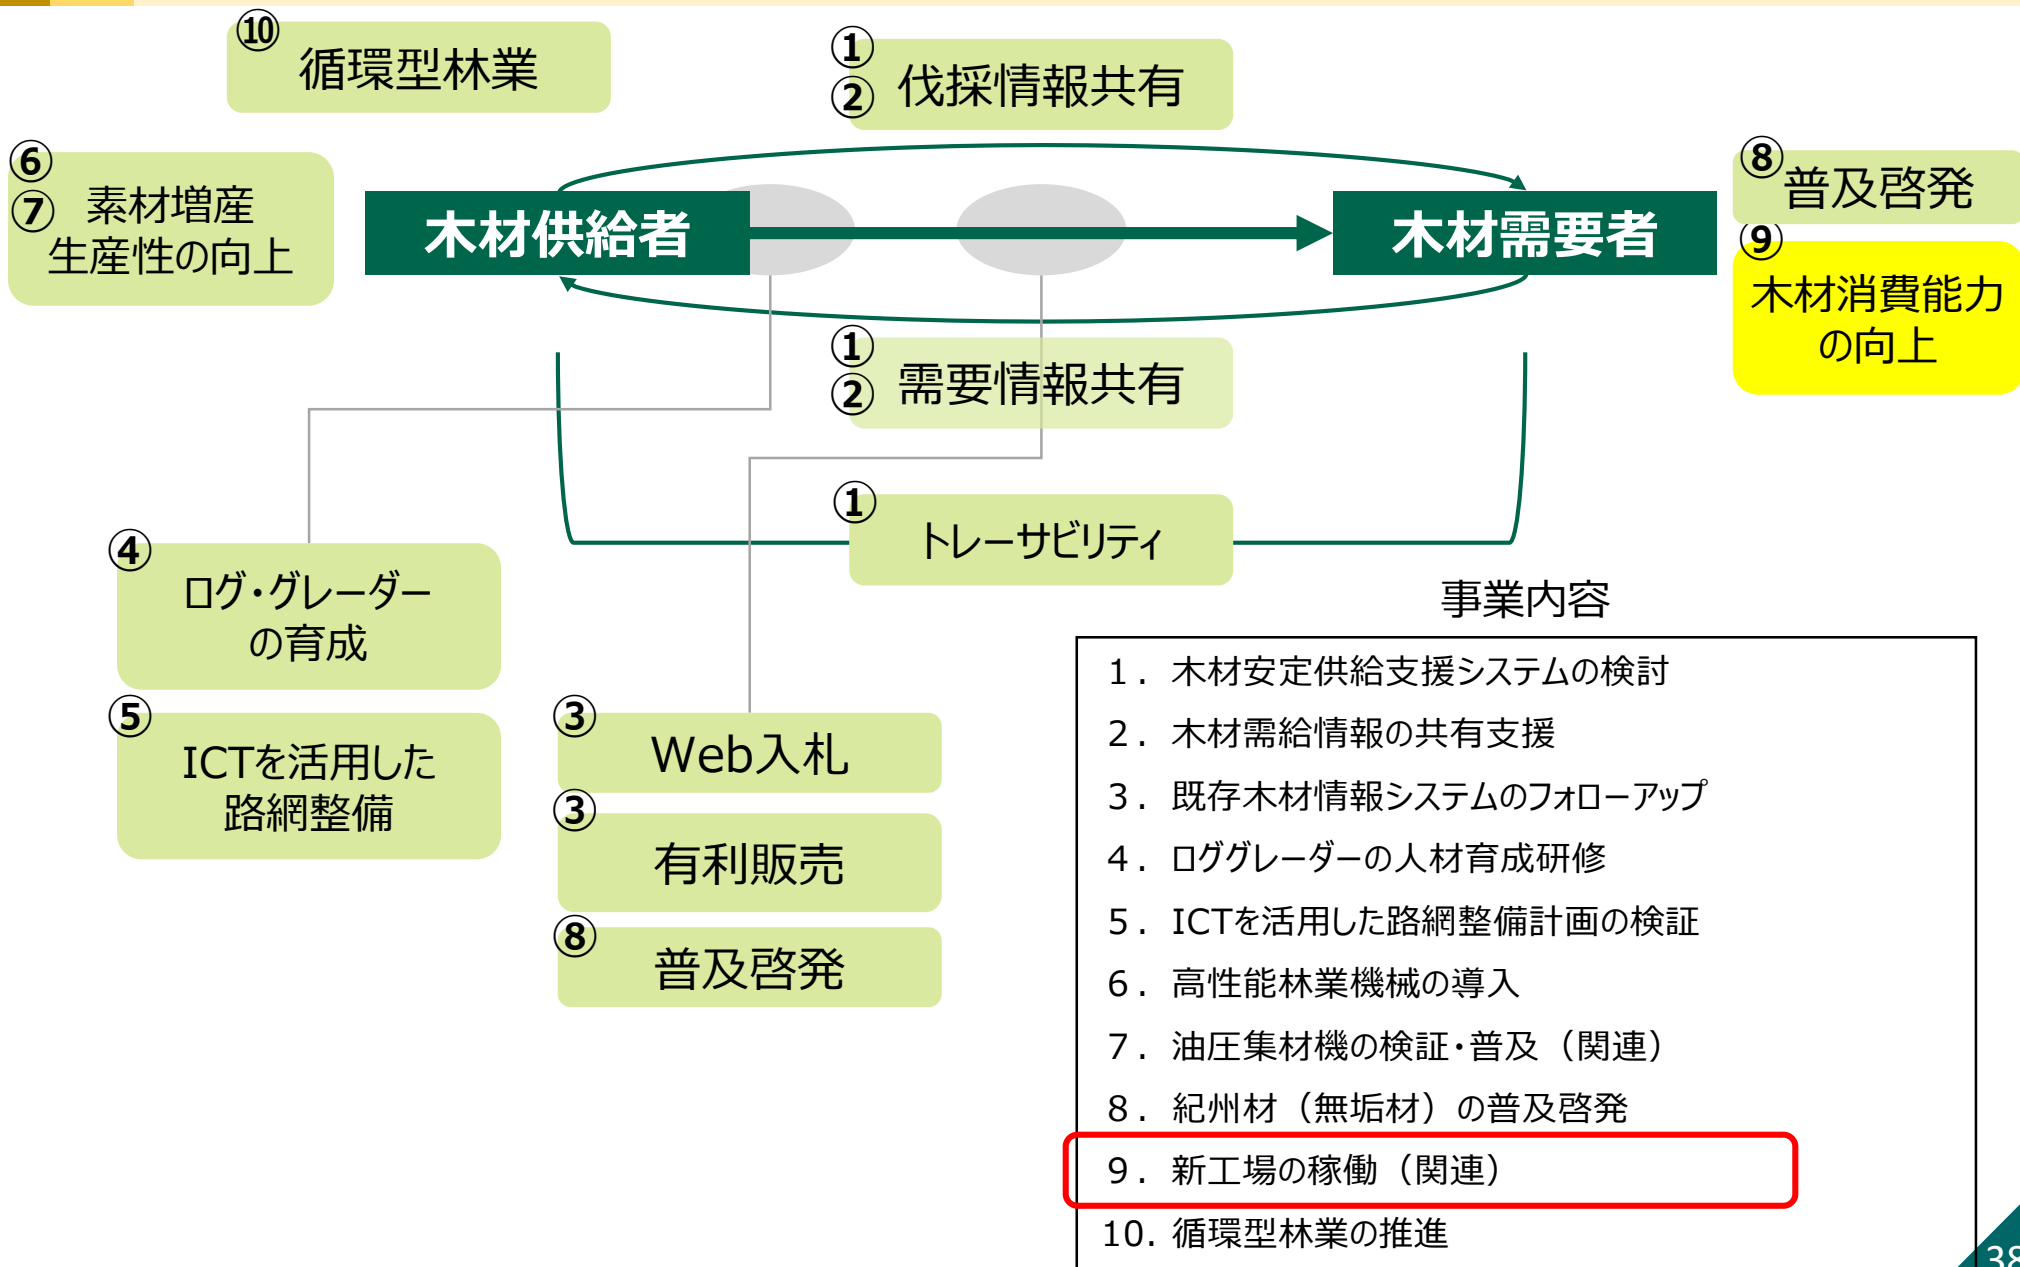 ⑩
循環型林業
①
②
伐採情報共有
⑥
⑦
素材増産
生産性の向上
木材供給者
木材需要者
⑧
普及啓発
⑨
木材消費能力
の向上
①
②
需要情報共有
①
トレーサビリティ
④
ログ・グレーダー
の育成
⑤
ICTを活用した
路網整備
③
Web入札
③
有利販売
⑧
普及啓発
事業内容
１．木材安定供給支援システムの検討
２．木材需給情報の共有支援
３．既存木材情報システムのフォローアップ
４．ロググレーダーの人材育成研修
５．ICTを活用した路網整備計画の検証
６．高性能林業機械の導入
７．油圧集材機の検証・普及（関連）
８．紀州材（無垢材）の普及啓発
９．新工場の稼働（関連）
10．循環型林業の推進
38